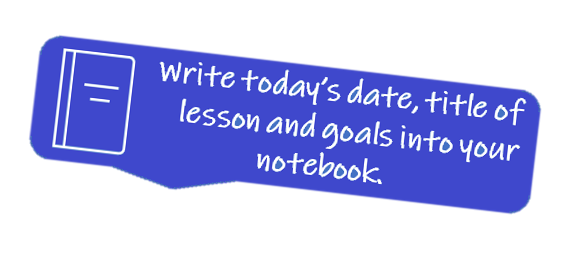 Write today's date, title of
lesson and goals into your
notebook.